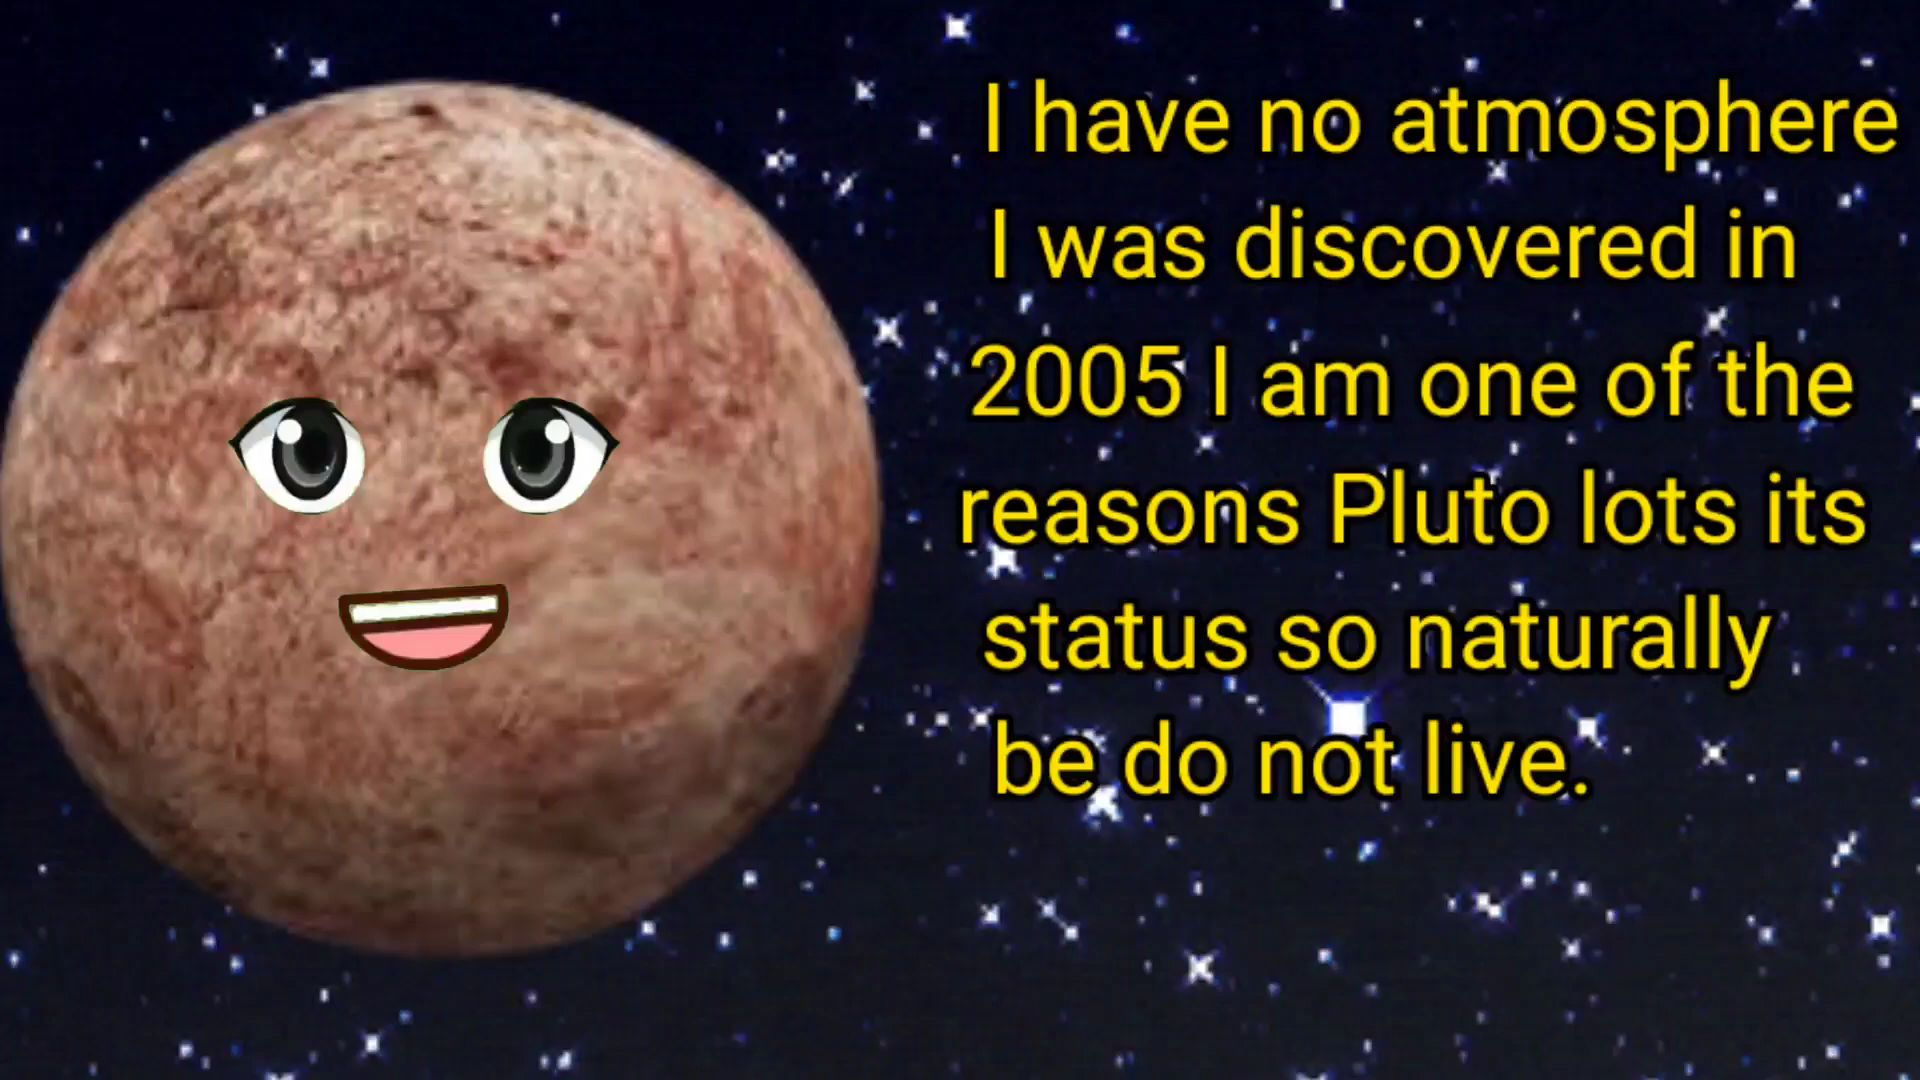 I have no atmosphere
I was discovered in
2005 I am one of the
reasons Pluto lots its
status so naturally
be do not live.